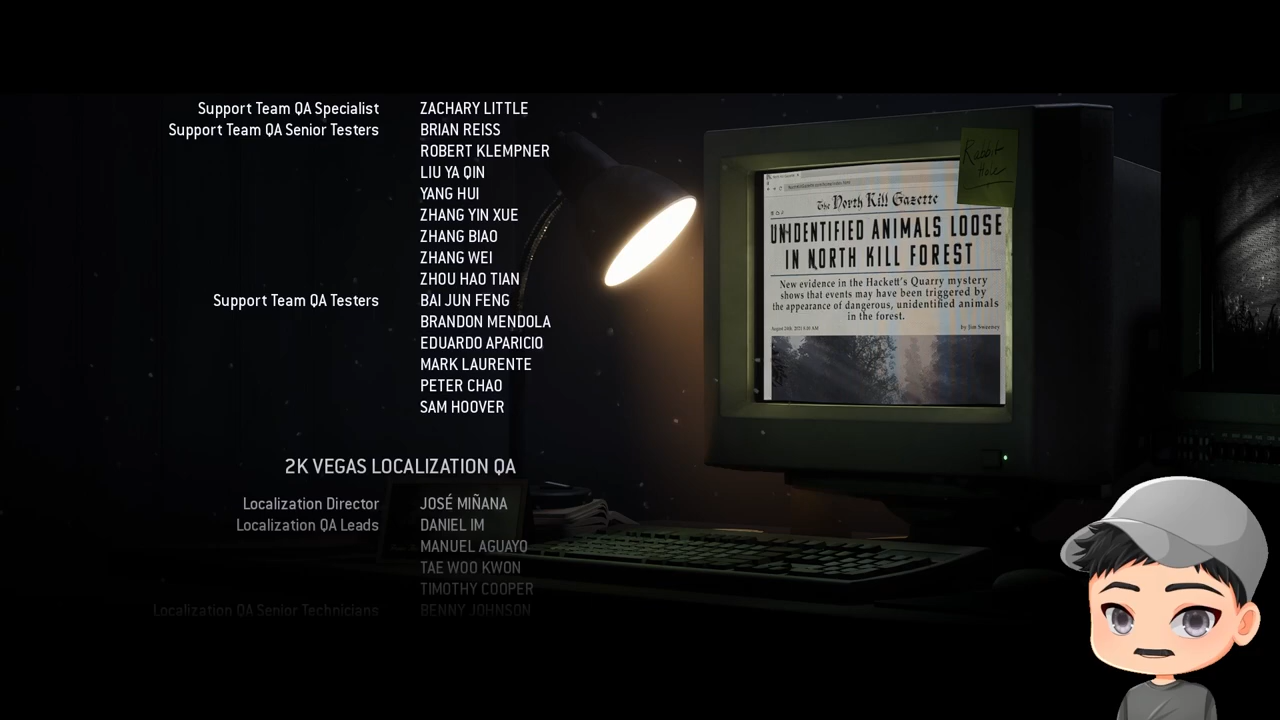 Support Team QA Specialist ZACHARY LITTLE
Support Team QA Senior Testers BRIAN REISS
ROBERT KLEMPNER
LIU YA QIN
YANG HUI
ZHANG YIN XUE
ZHANG BIAO
ZHANG WEI
ZHOU HAO TIAN
Support Team QA Testers BAI JUN FENG
BRANDON MENDOLA
EDUARDO APARICIO
MARK LAURENTE
PETER CHAO
SAM HOOVER
2K VEGAS LOCALIZATION QA
Localization Director JOSÉ MIÑANA
Localization QA Leads DANIEL IM
MANUEL AGUAYO
TAE WOO KWON
TIMOTHY COOPER
Localization QA Senior Technicians BENNY JOHNSON
Rabbit
Hole
The North Kill Gazette
UNIDENTIFIED ANIMALS LOOSE
IN NORTH KILL FOREST
New evidence in the Hackett's Quarry mystery
shows that events may have been triggered by
the appearance of dangerous, unidentified animals
in the forest.
by Jim Sweeney